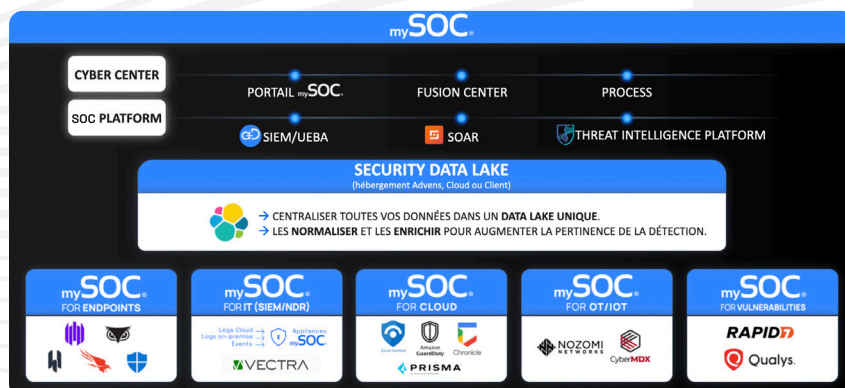 mySOC.
CYBER CENTER
PORTAIL mySOC.
FUSION CENTER
PROCESS
SOC PLATFORM
SIEM/UEBA
SOAR
THREAT INTELLIGENCE PLATFORM
SECURITY DATA LAKE
(hébergement Advens, Cloud ou Client)
→ CENTRALISER TOUTES VOS DONNÉES DANS UN DATA LAKE UNIQUE.
→ LES NORMALISER ET LES ENRICHIR POUR AUGMENTER LA PERTINENCE DE LA DÉTECTION.
mySOC.
FOR ENDPOINTS
mySOC.
FOR IT (SIEM/NDR)
Logs Cloud
Logs on-premise
Events
Appliances
mySOC.
VECTRA
mySOC.
FOR CLOUD
Azure Sentinel
Amazon
GuardDuty
Chronicle
PRISMA
mySOC.
FOR OT/IOT
NOZOMI
NETWORKS
CyberMDX
mySOC.
FOR VULNERABILITIES
RAPID7
Qualys.